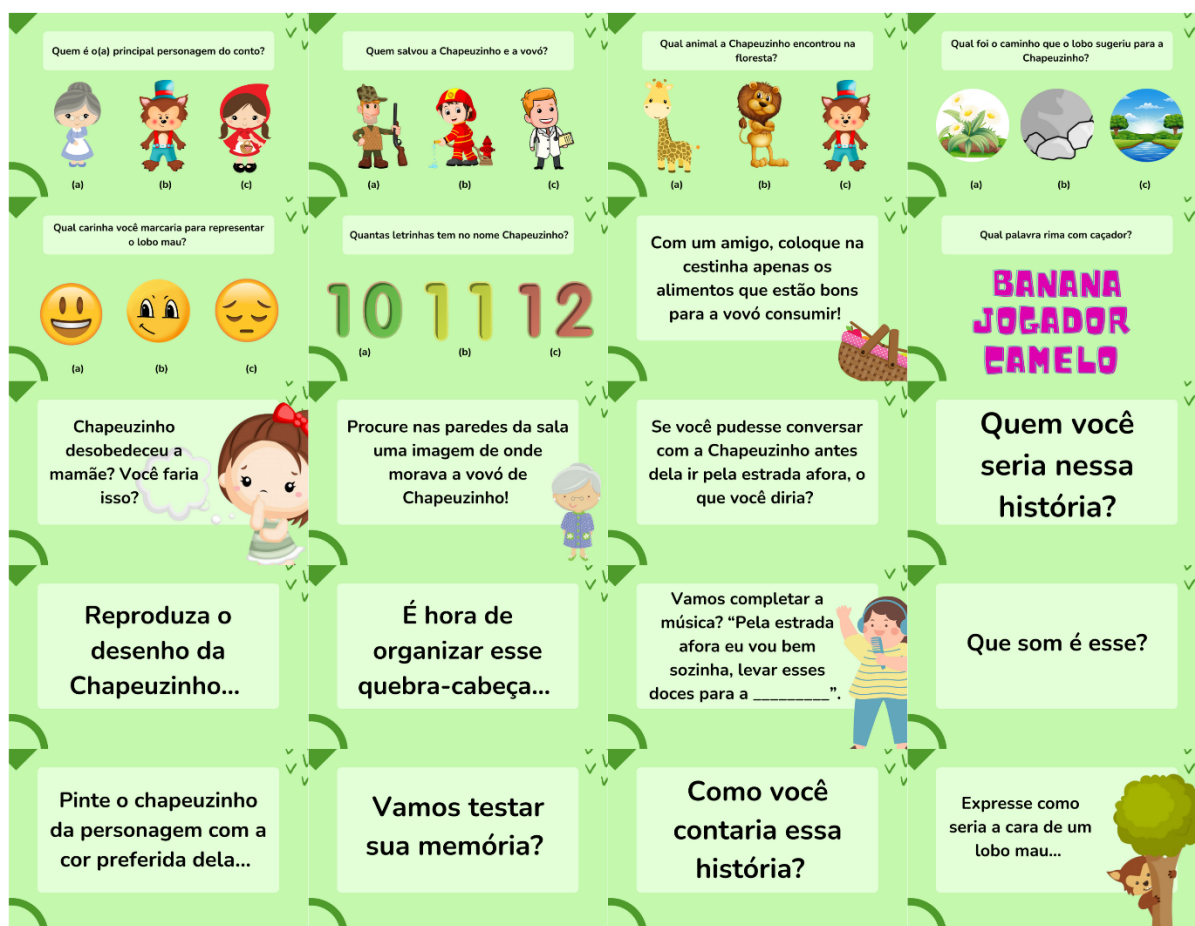 Quem é o(a) principal personagem do conto?
(a)
(b)
(c)
Quem salvou a Chapeuzinho e a vovó?
(a)
(b)
(c)
Qual animal a Chapeuzinho encontrou na
floresta?
(a)
(b)
(c)
Qual foi o caminho que o lobo sugeriu para a
Chapeuzinho?
(a)
(b)
(c)
Qual carinha você marcaria para representar
o lobo mau?
(a)
(b)
(c)
Quantas letrinhas tem no nome Chapeuzinho?
10 11 12
(a)
(b)
(c)
Com um amigo, coloque na
cestinha apenas os
alimentos que estão bons
para a vovó consumir!
Qual palavra rima com caçador?
BANANA
JOGADOR
CAMELO
Chapeuzinho
desobedeceu a
mamãe? Você faria
isso?
Procure nas paredes da sala
uma imagem de onde
morava a vovó de
Chapeuzinho!
Se você pudesse conversar
com a Chapeuzinho antes
dela ir pela estrada afora, o
que você diria?
Quem você
seria nessa
história?
Reproduza o
desenho da
Chapeuzinho...
É hora de
organizar esse
quebra-cabeça...
Vamos completar a
música? “Pela estrada
afora eu vou bem
sozinha, levar esses
doces para a _________”.
Que som é esse?
Pinte o chapeuzinho
da personagem com a
cor preferida dela...
Vamos testar
sua memória?
Como você
contaria essa
história?
Expresse como
seria a cara de um
lobo mau...